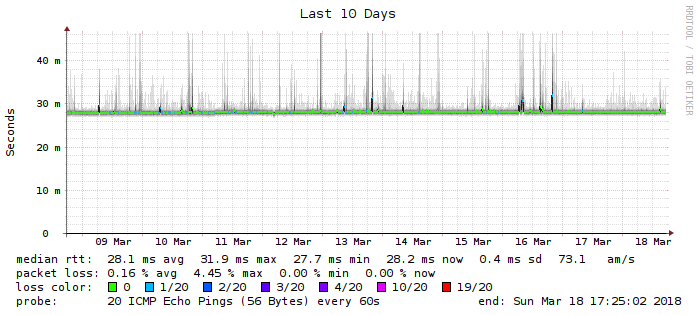 Last 10 Days
RRDTOOL / TOBI OETIKER
Seconds
40 m
30 m
20 m
10 m
0
09 Mar 10 Mar 11 Mar 12 Mar 13 Mar 14 Mar 15 Mar 16 Mar 17 Mar 18 Mar
median rtt: 28.1 ms avg 31.9 ms max 27.7 ms min 28.2 ms now 0.4 ms sd 73.1 am/s
packet loss: 0.16 % avg 4.45 % max 0.00 % min 0.00 % now
loss color: 0 1/20 2/20 3/20 4/20 10/20 19/20
probe: 20 ICMP Echo Pings (56 Bytes) every 60s end: Sun Mar 18 17:25:02 2018